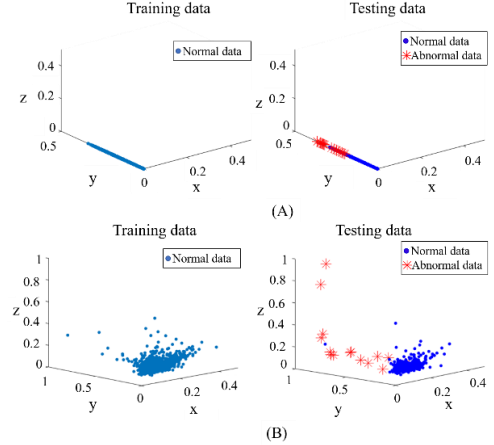 Training data
Normal data
z
0.4
0.2
0
0.5
y
0
0.2
0.4
x
Testing data
Normal data
Abnormal data
z
0.4
0.2
0
0.5
y
0
0.2
0.4
x
(A)
Training data
Normal data
z
1
0.8
0.6
0.4
0.2
0
1
0.5
y
0
0.2
0.4
x
Testing data
Normal data
Abnormal data
z
1
0.8
0.6
0.4
0.2
0
1
0.5
y
0
0.2
0.4
x
(B)